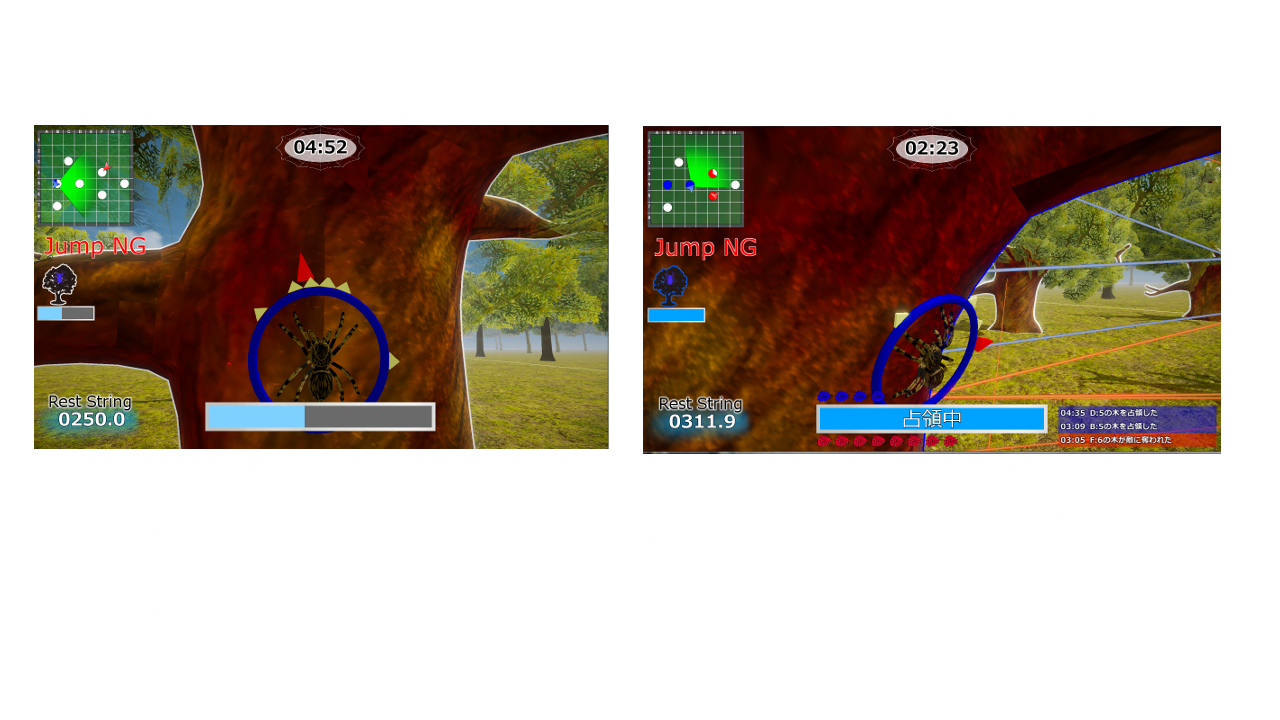 04:52
Jump NG
Rest String
0250.0
02:23
Jump NG
Rest String
0311.9
占領中
04:35 D:5の木を占領した
03:09 B:5の木を占領した
03:05 F:6の木が敵に奪われた